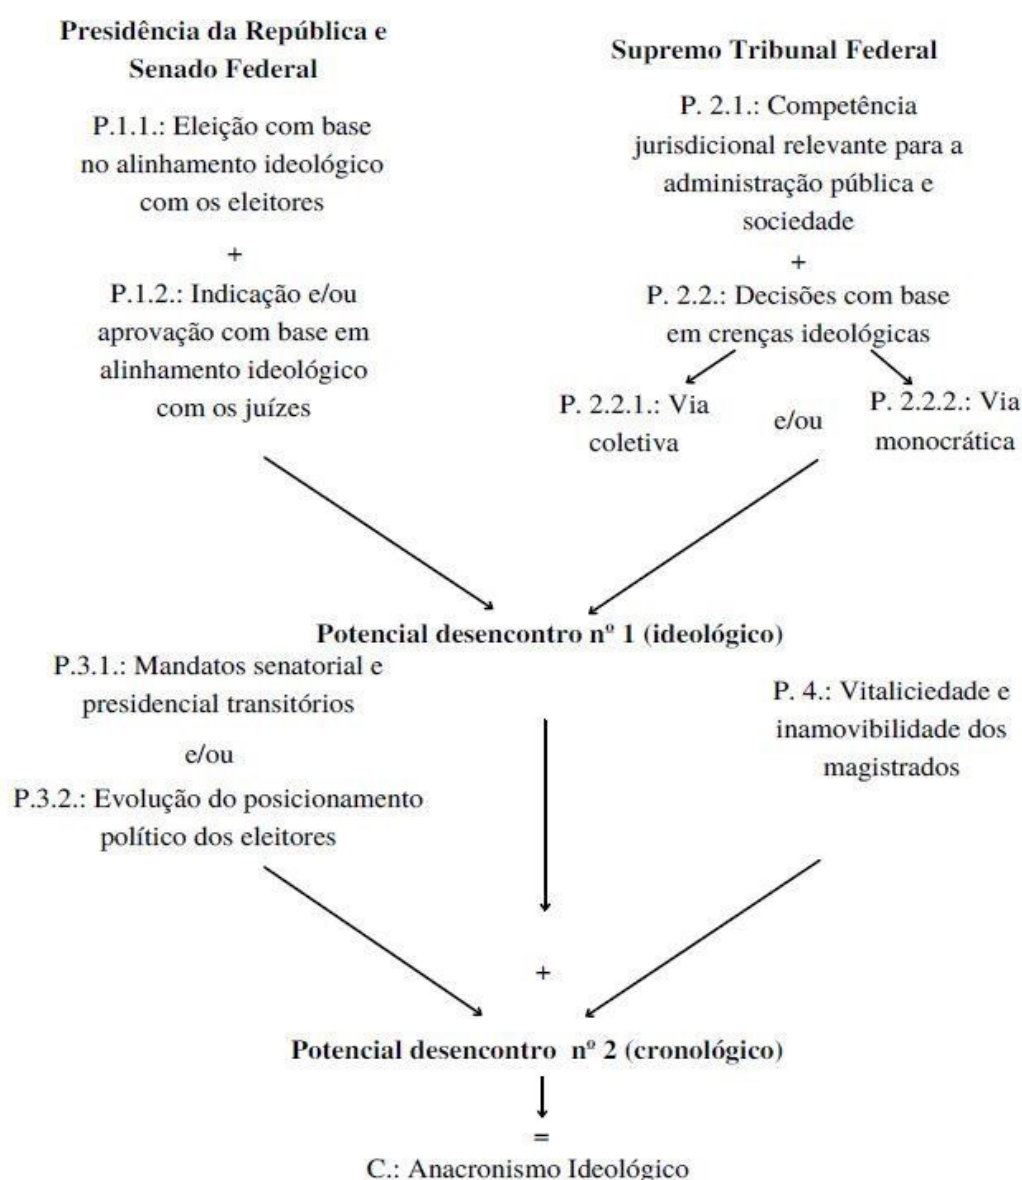 Presidência da República e
Senado Federal
P.1.1.: Eleição com base
no alinhamento ideológico
com os eleitores
+
P.1.2.: Indicação e/ou
aprovação com base em
alinhamento ideológico
com os juízes
Supremo Tribunal Federal
P. 2.1.: Competência
jurisdicional relevante para a
administração pública e
sociedade
+
P. 2.2.: Decisões com base
em crenças ideológicas
P. 2.2.1.: Via
coletiva
e/ou
P. 2.2.2.: Via
monocrática
Potencial desencontro nº 1 (ideológico)
P.3.1.: Mandatos senatorial e
presidencial transitórios
e/ou
P.3.2.: Evolução do posicionamento
político dos eleitores
P. 4.: Vitaliciedade e
inamovibilidade dos
magistrados
+
Potencial desencontro nº 2 (cronológico)
=
C.: Anacronismo Ideológico